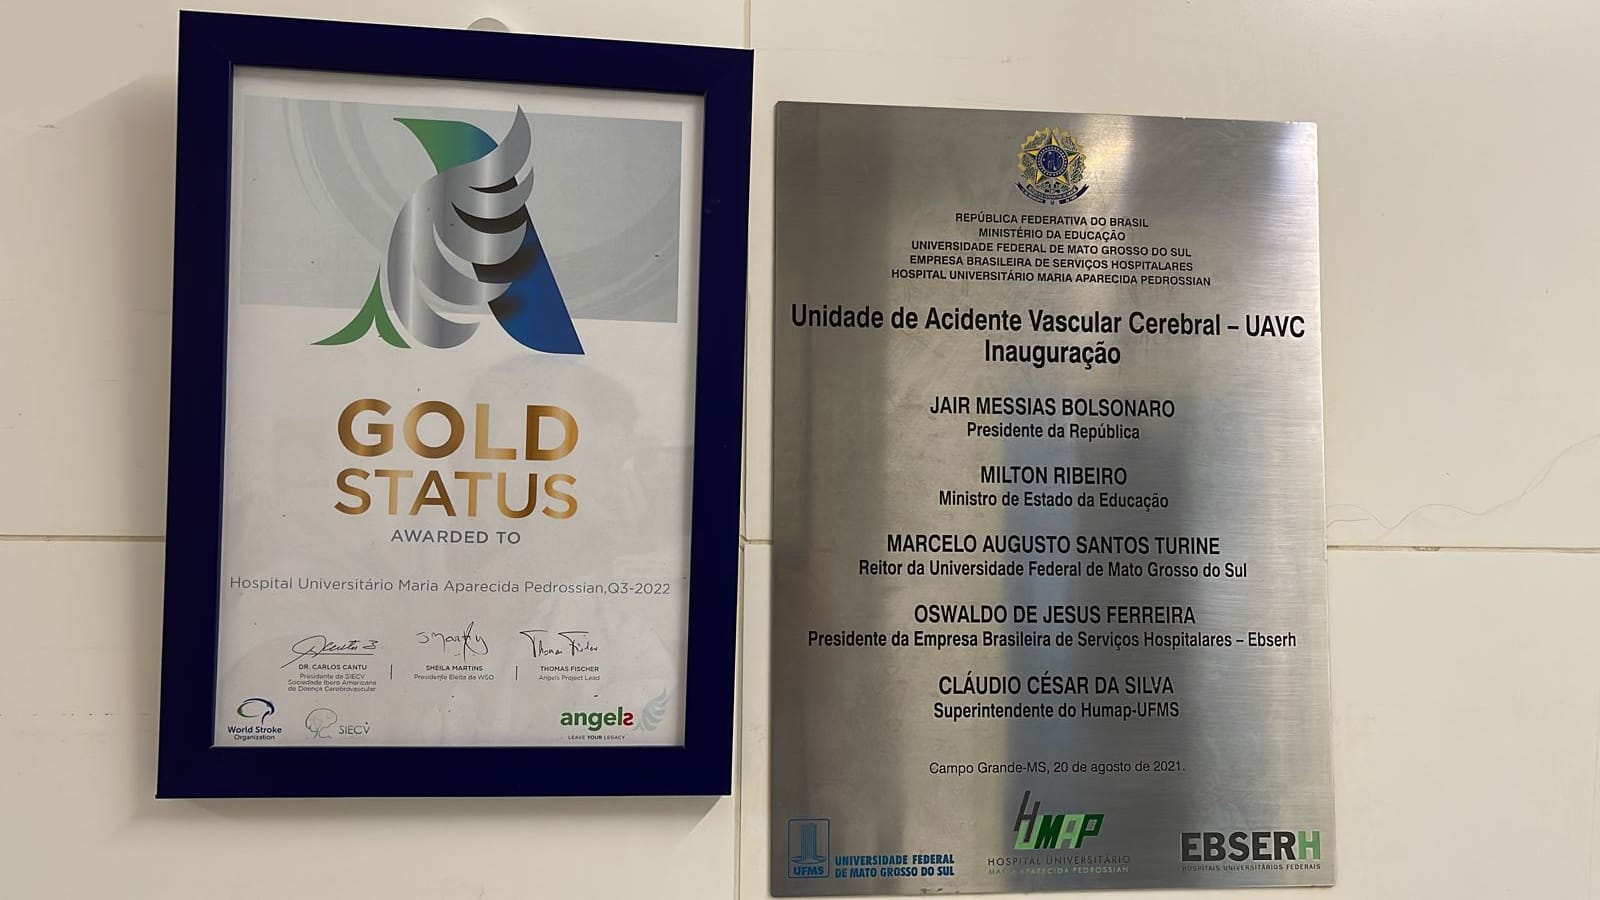 GOLD
STATUS
AWARDED TO
Hospital Universitário Maria Aparecida Pedrossian,Q3-2022
DR. CARLOS CANTU
Presidente da SIECV
Sociedade Ibero Americana
de Doença Cerebrovascular
SHEILA MARTINS
Presidente Eleita da WSO
THOMAS FISCHER
Angels Project Lead
World Stroke
Organization
SIECV
angels
LEAVE YOUR LEGACY
REPÚBLICA FEDERATIVA DO BRASIL
MINISTÉRIO DA EDUCAÇÃO
UNIVERSIDADE FEDERAL DE MATO GROSSO DO SUL
EMPRESA BRASILEIRA DE SERVIÇOS HOSPITALARES
HOSPITAL UNIVERSITÁRIO MARIA APARECIDA PEDROSSIAN
Unidade de Acidente Vascular Cerebral – UAVC
Inauguração
JAIR MESSIAS BOLSONARO
Presidente da República
MILTON RIBEIRO
Ministro de Estado da Educação
MARCELO AUGUSTO SANTOS TURINE
Reitor da Universidade Federal de Mato Grosso do Sul
OSWALDO DE JESUS FERREIRA
Presidente da Empresa Brasileira de Serviços Hospitalares – Ebserh
CLÁUDIO CÉSAR DA SILVA
Superintendente do Humap-UFMS
Campo Grande-MS, 20 de agosto de 2021.
UFMS
UNIVERSIDADE FEDERAL
DE MATO GROSSO DO SUL
HUMAP
HOSPITAL UNIVERSITÁRIO
MARIA APARECIDA PEDROSSIAN
EBSERH
HOSPITAIS UNIVERSITÁRIOS FEDERAIS